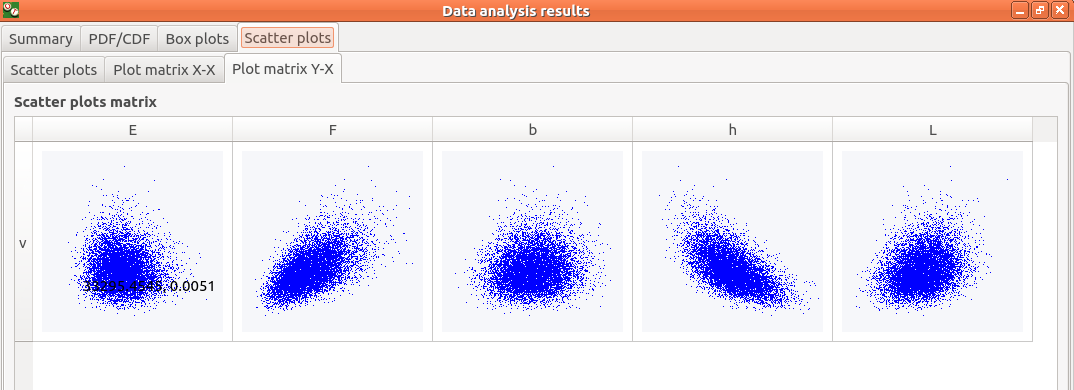 Data analysis results
Summary PDF/CDF Box plots Scatter plots
Scatter plots Plot matrix X-X Plot matrix Y-X
Scatter plots matrix
E F b h L
v
0.0051